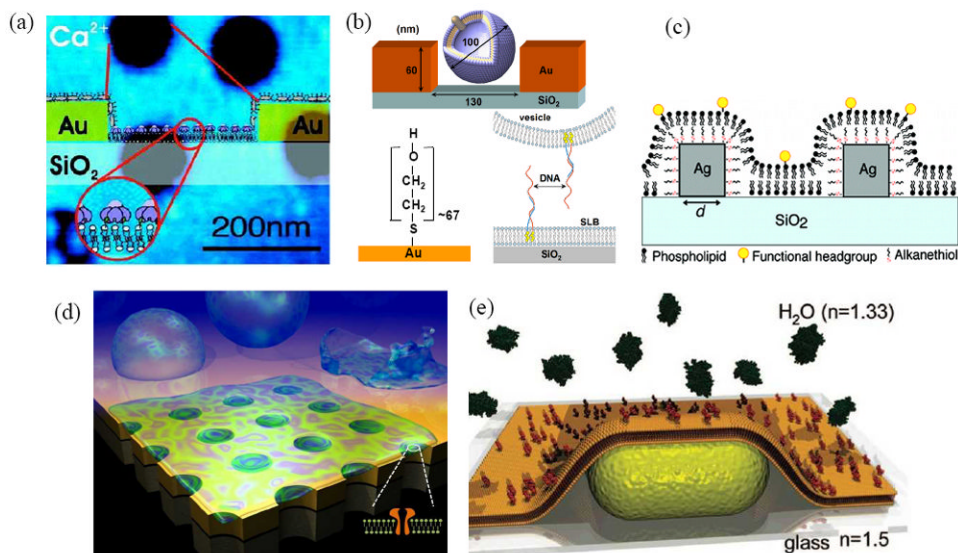 (a)
Ca2+
Au
Au
SiO2
200nm
(b)
(nm)
100
60
Au
130
SiO2
H
O
CH2
CH2
~67
S
Au
vesicle
DNA
SLB
SiO2
(c)
Ag
Ag
d
SiO2
Phospholipid
Functional headgroup
Alkanethiol
(d)
(e)
H2O (n=1.33)
glass n=1.5